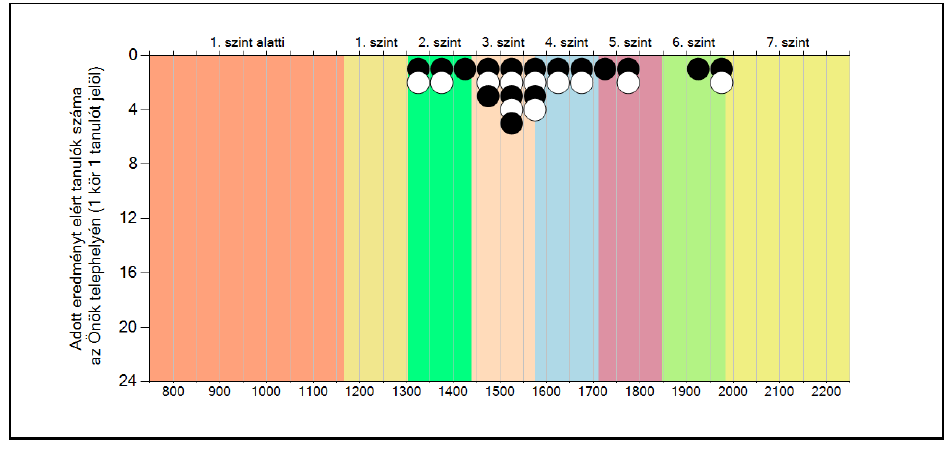 1. szint alatti 1. szint 2. szint 3. szint 4. szint 5. szint 6. szint 7. szint
Adott eredményt elért tanulók száma
az Önök telephelyén (1 kör 1 tanulót jelöl)
0
4
8
12
16
20
24
800 900 1000 1100 1200 1300 1400 1500 1600 1700 1800 1900 2000 2100 2200